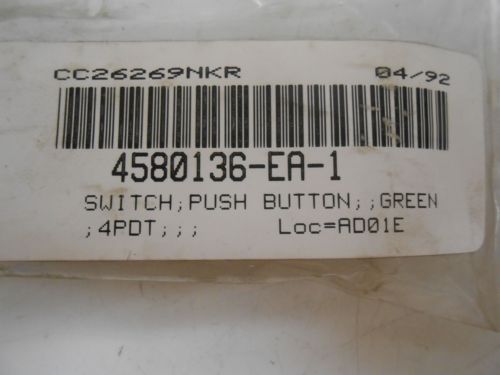 CC26269NKR 04/92
4580136-EA-1
SWITCH;PUSH BUTTON;;GREEN
;4PDT;;; Loc=AD01E